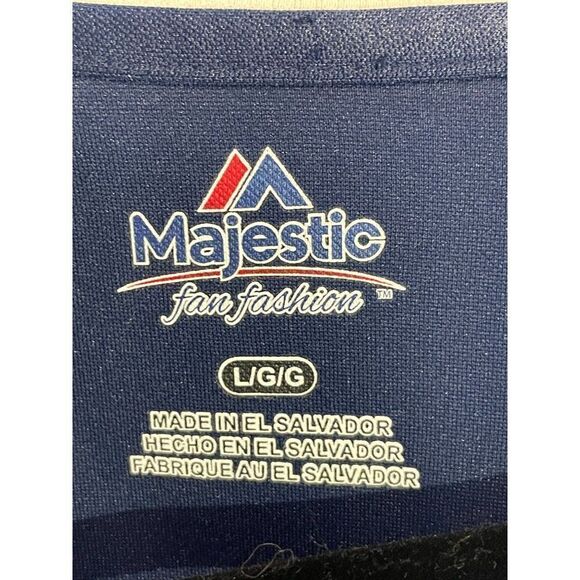 Majestic
fan fashion ™
L/G/G
MADE IN EL SALVADOR
HECHO EN EL SALVADOR
FABRIQUE AU EL SALVADOR